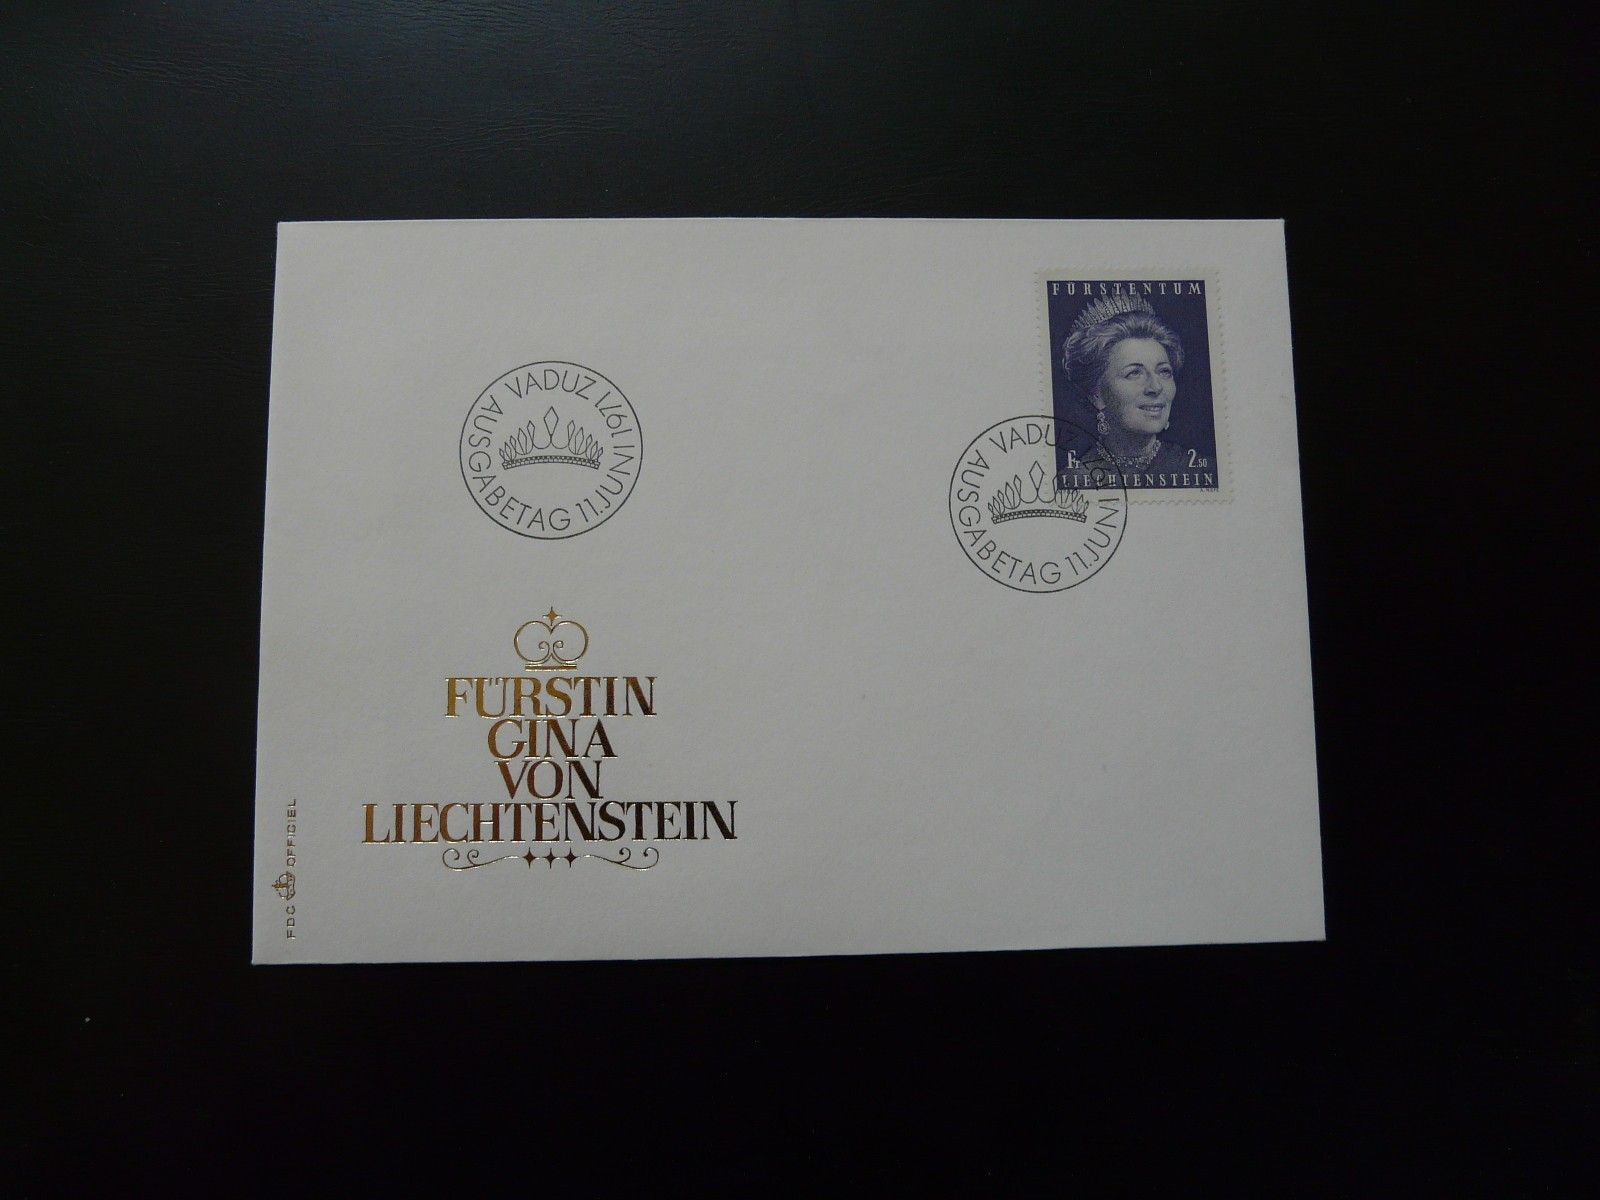 FÜRSTENTUM
Fr 2.50
LIECHTENSTEIN
VADUZ
AUSGABETAG 11.JUNI 1971
VADUZ
AUSGABETAG 11.JUNI 1971
FÜRSTIN
GINA
VON
LIECHTENSTEIN
FDC OFFICIEL